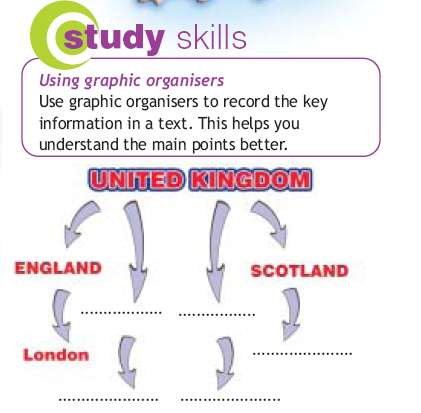 study skills
Using graphic organisers
Use graphic organisers to record the key
information in a text. This helps you
understand the main points better.
UNITED KINGDOM
ENGLAND
SCOTLAND
.................. .................
London
......................
...................... ......................